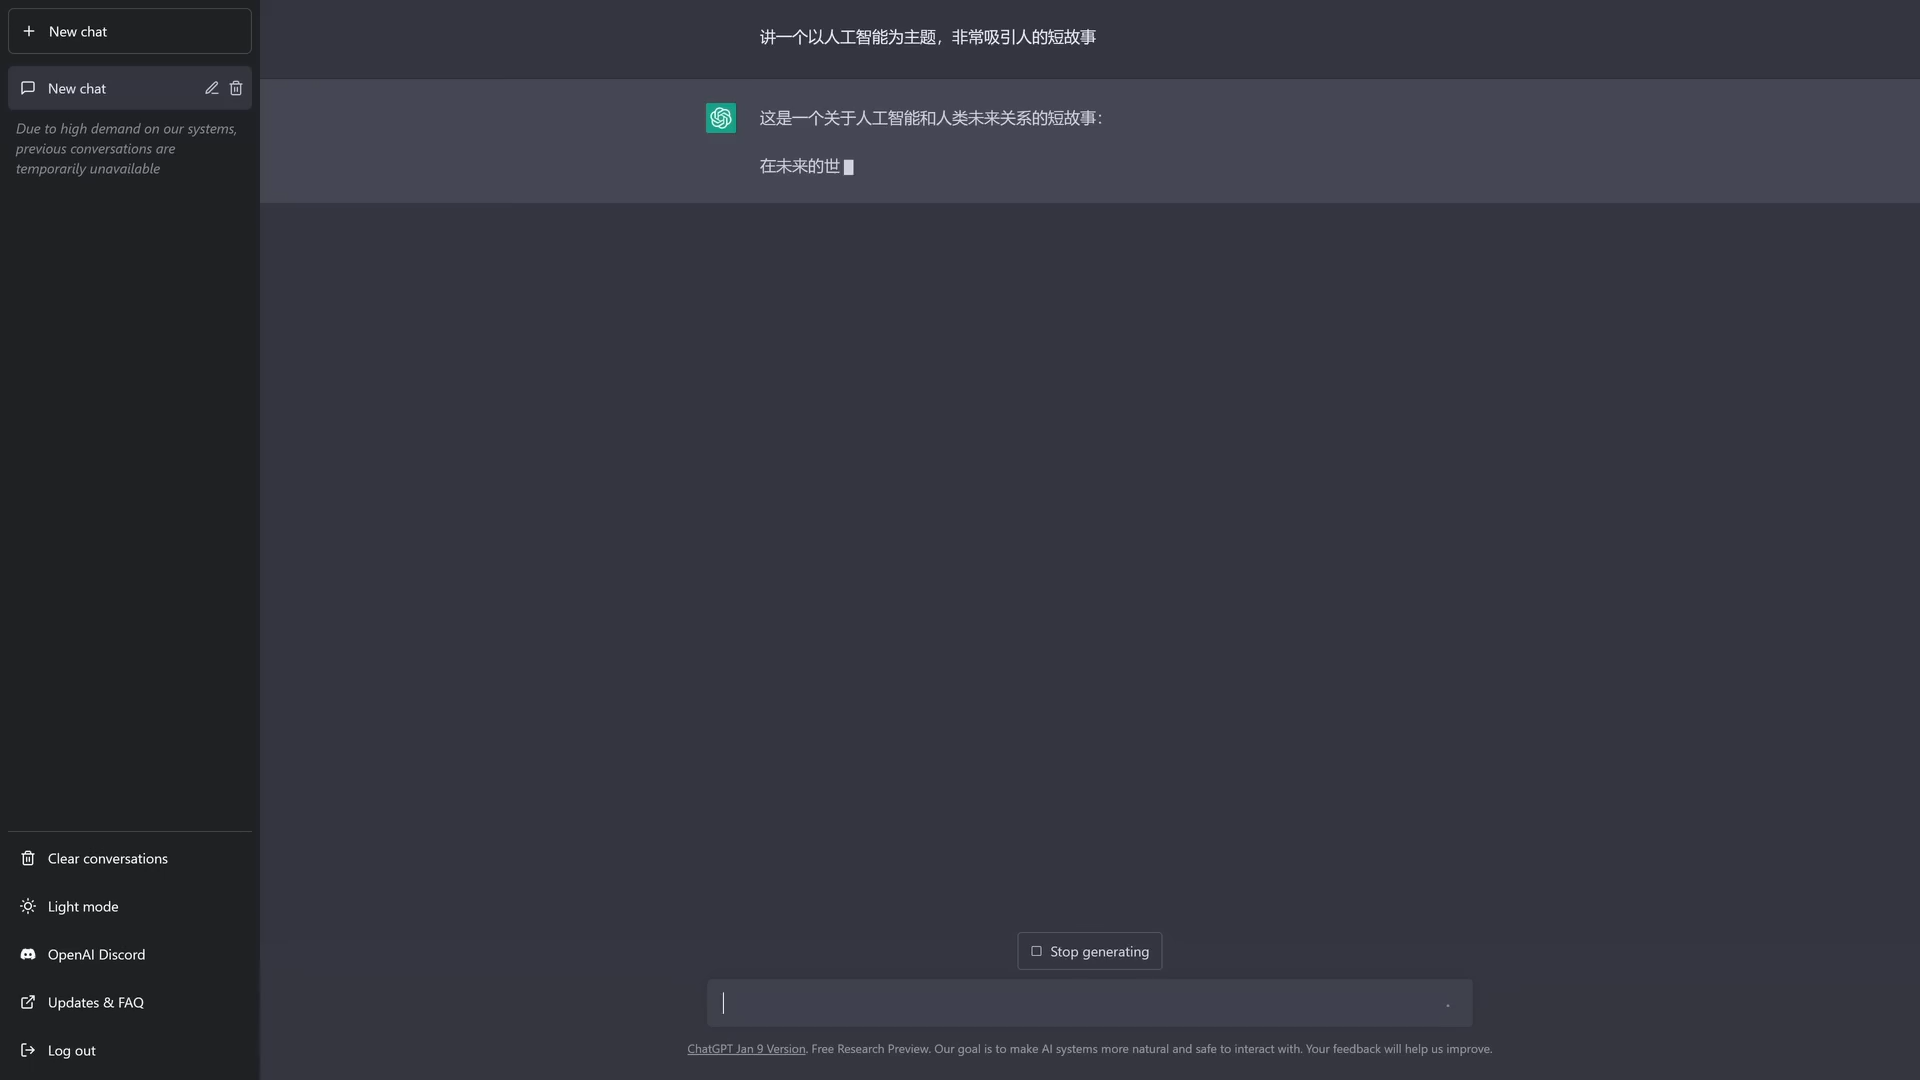 New chat
New chat
Due to high demand on our systems,
previous conversations are
temporarily unavailable
Clear conversations
Light mode
OpenAI Discord
Updates & FAQ
Log out
讲一个以人工智能为主题，非常吸引人的短故事
这是一个关于人工智能和人类未来关系的短故事：
在未来的世
Stop generating
ChatGPT Jan 9 Version. Free Research Preview. Our goal is to make AI systems more natural and safe to interact with. Your feedback will help us improve.